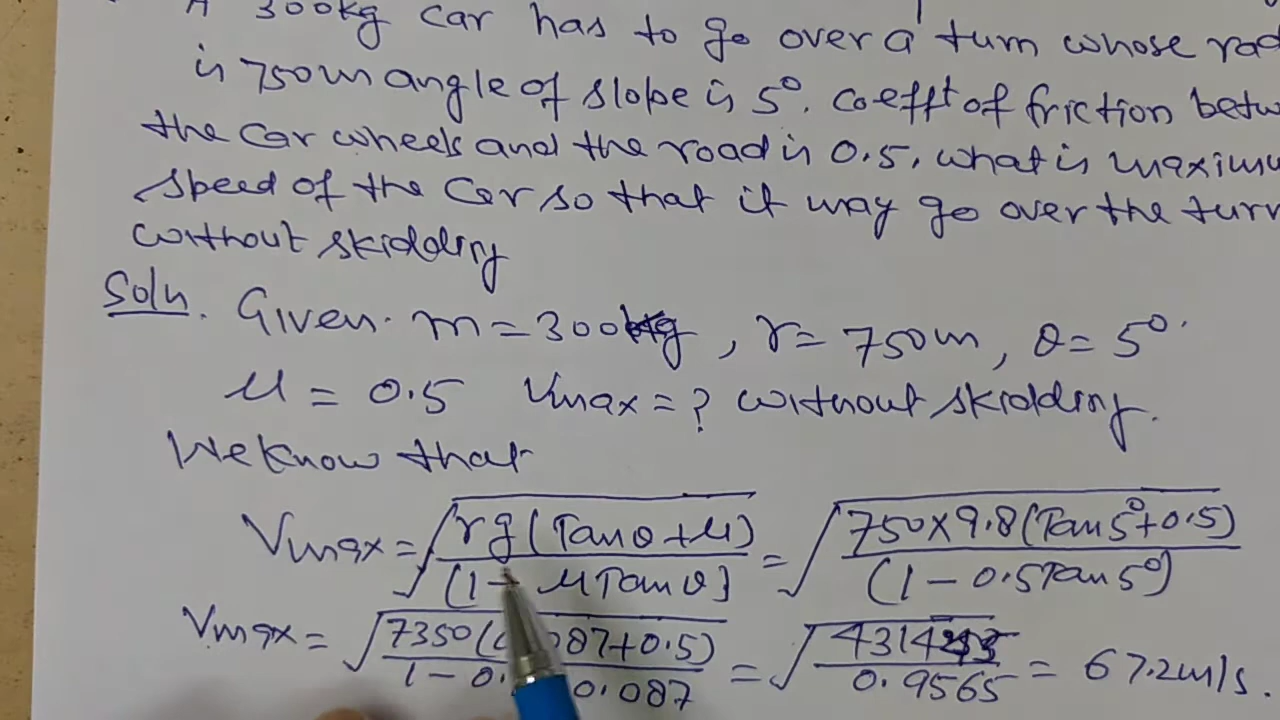 A 300kg car has to go over a turn whose rad
is 750m angle of slope is 5°. coefft of friction betw
the car wheels and the road is 0.5. what is maximu
speed of the car so that it may go over the turn
without skidding
Soln. Given. m = 300kg, r = 750m, θ = 5°.
μ = 0.5 Vmax = ? without skidding.
We know that
Vmax = √(rg(Tanθ+μ)/(1-μTanθ)) = √(750×9.8(Tan5°+0.5)/(1-0.5Tan5°))
Vmax = √(7350( 087+0.5)/1-0. 0.087) = √( /0.9565) = 67.2m/s.